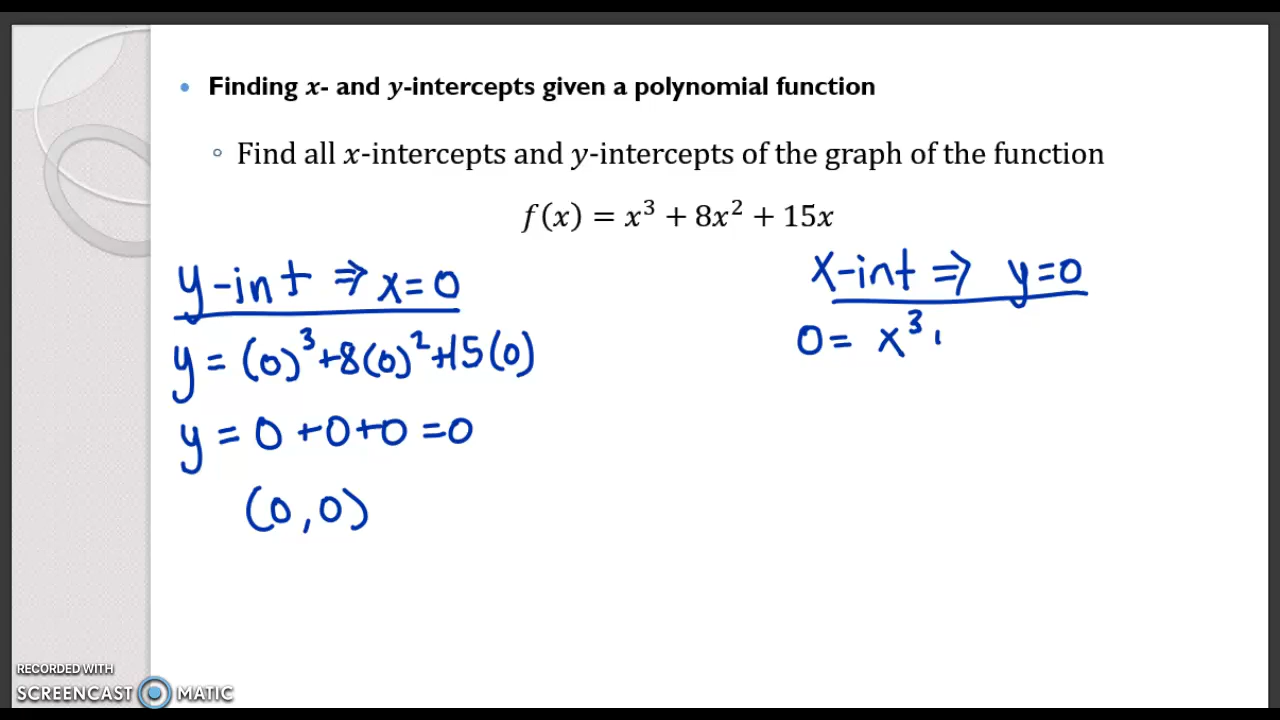 Finding x- and y-intercepts given a polynomial function
Find all x-intercepts and y-intercepts of the graph of the function
f(x) = x³ + 8x² + 15x
y-int ⇒ x=0
y = (0)³+8(0)²+15(0)
y = 0+0+0=0
(0,0)
x-int ⇒ y=0
0= x³
RECORDED WITH
SCREENCAST MATIC